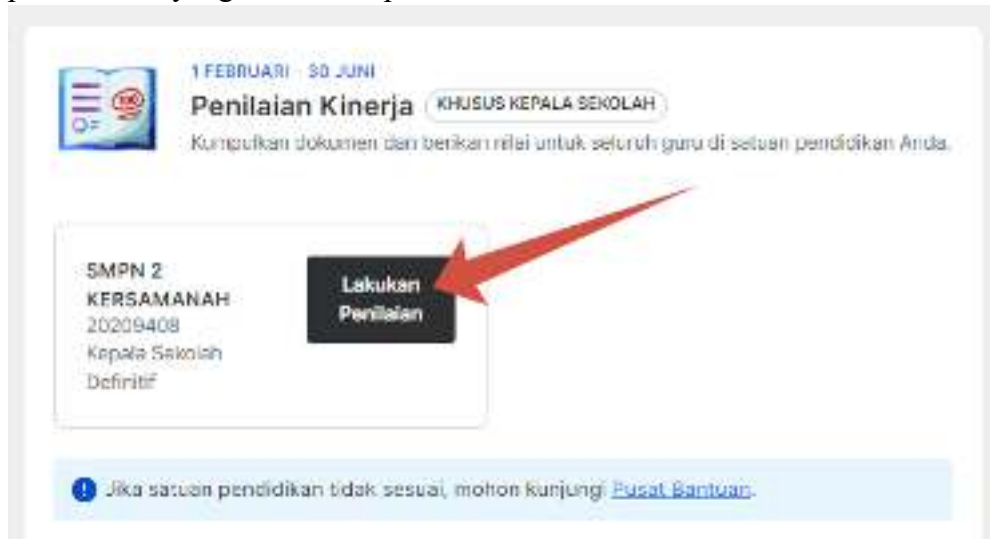 1 FEBRUARI - 30 JUNI
Penilaian Kinerja KHUSUS KEPALA SEKOLAH
Kumpulkan dokumen dan berikan nilai untuk seluruh guru di satuan pendidikan Anda.
SMPN 2
KERSAMANAH
20209408
Kepala Sekolah
Definitif
Lakukan
Penilaian
Jika satuan pendidikan tidak sesuai, mohon kunjungi Pusat Bantuan.